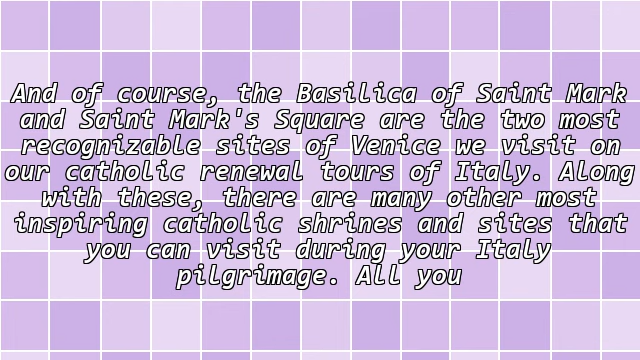 And of course, the Basilica of Saint Mark
and Saint Mark's Square are the two most
recognizable sites of Venice we visit on
our catholic renewal tours of Italy. Along
with these, there are many other most
inspiring catholic shrines and sites that
you can visit during your Italy
pilgrimage. All you